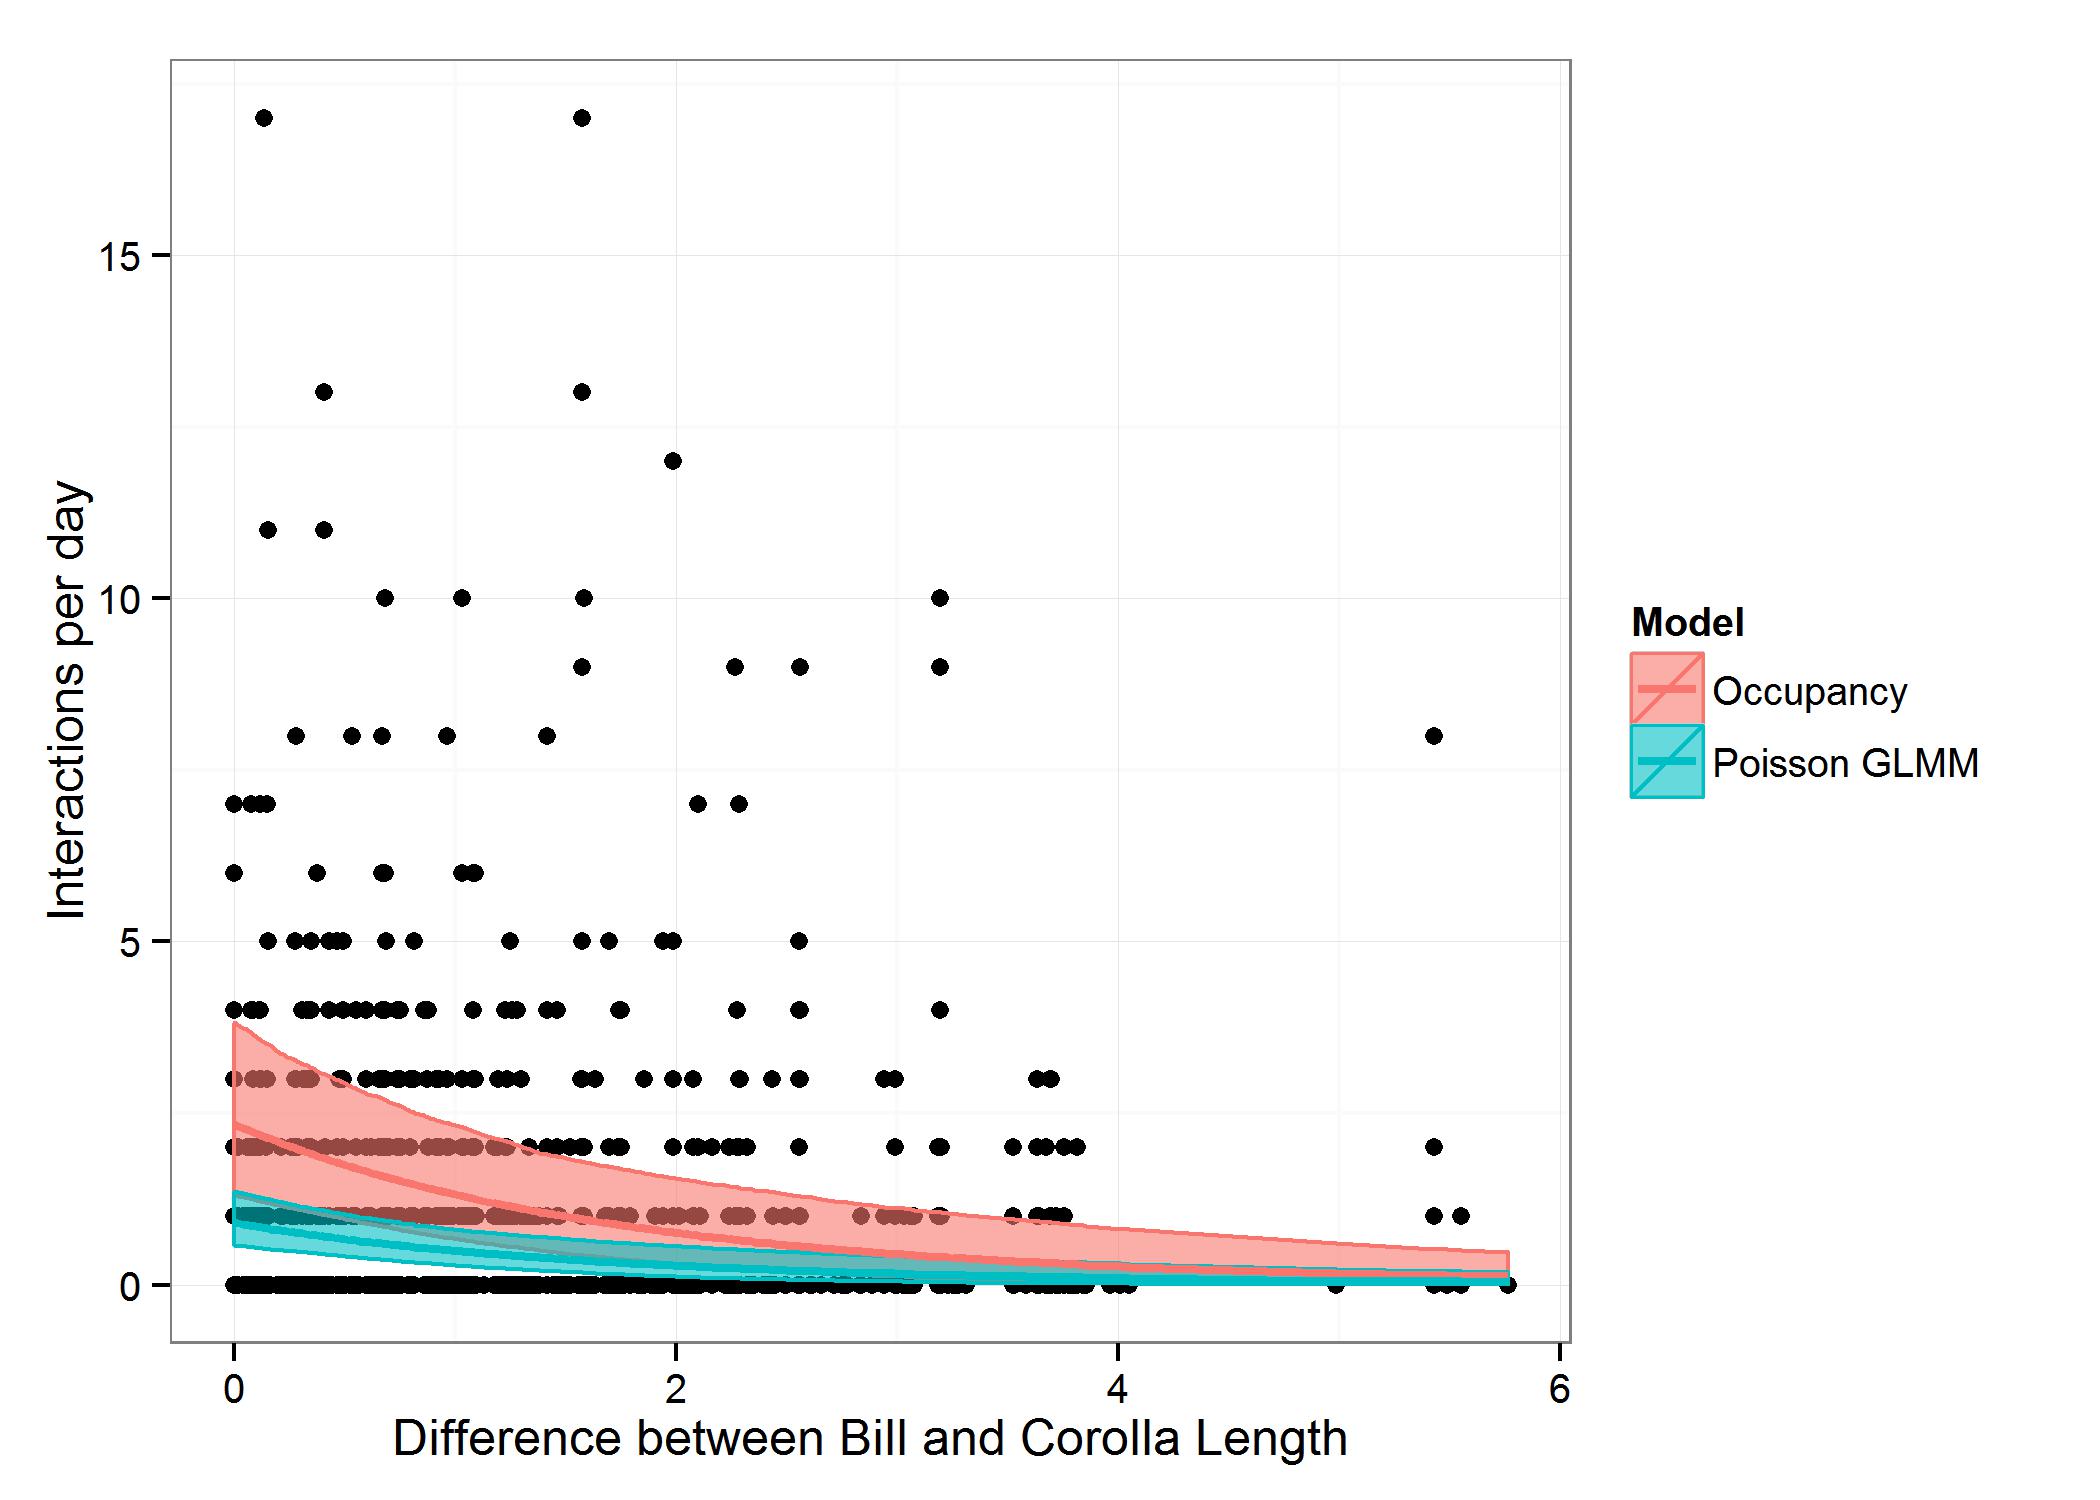 15
10
5
0
0
2
4
6
Interactions per day
Difference between Bill and Corolla Length
Model
Occupancy
Poisson GLMM